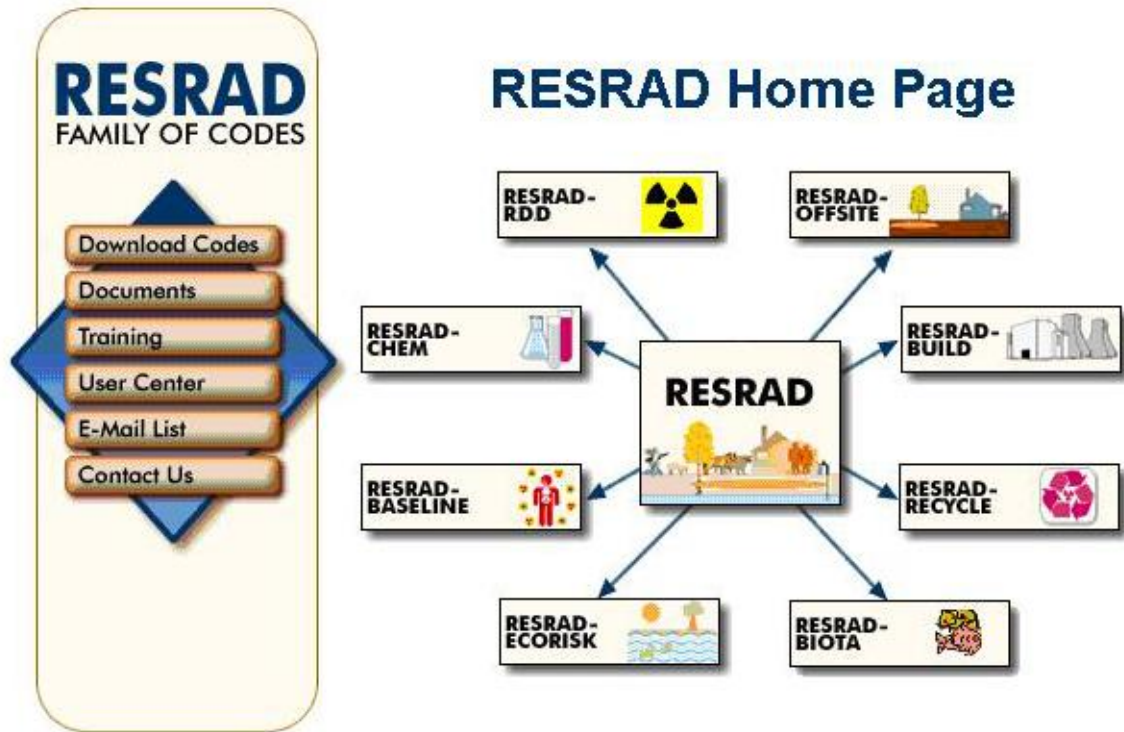 RESRAD
FAMILY OF CODES
Download Codes
Documents
Training
User Center
E-Mail List
Contact Us
RESRAD Home Page
RESRAD-
RDD
RESRAD-
OFFSITE
RESRAD-
CHEM
RESRAD-
BUILD
RESRAD
RESRAD-
BASELINE
RESRAD-
RECYCLE
RESRAD-
ECORISK
RESRAD-
BIOTA